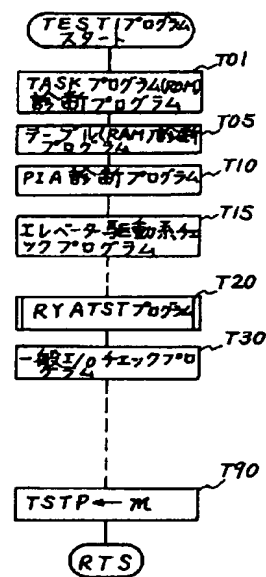 TEST1プログラム
スタート
T01
TASKプログラム(ROM)
診断プログラム
T05
テーブル(RAM)診断
プログラム
T10
PIA診断プログラム
T15
エレベーター駆動系チェ
ックプログラム
T20
RYATSTプログラム
T30
一般I/Oチェックプロ
グラム
T90
TSTP←m
RTS